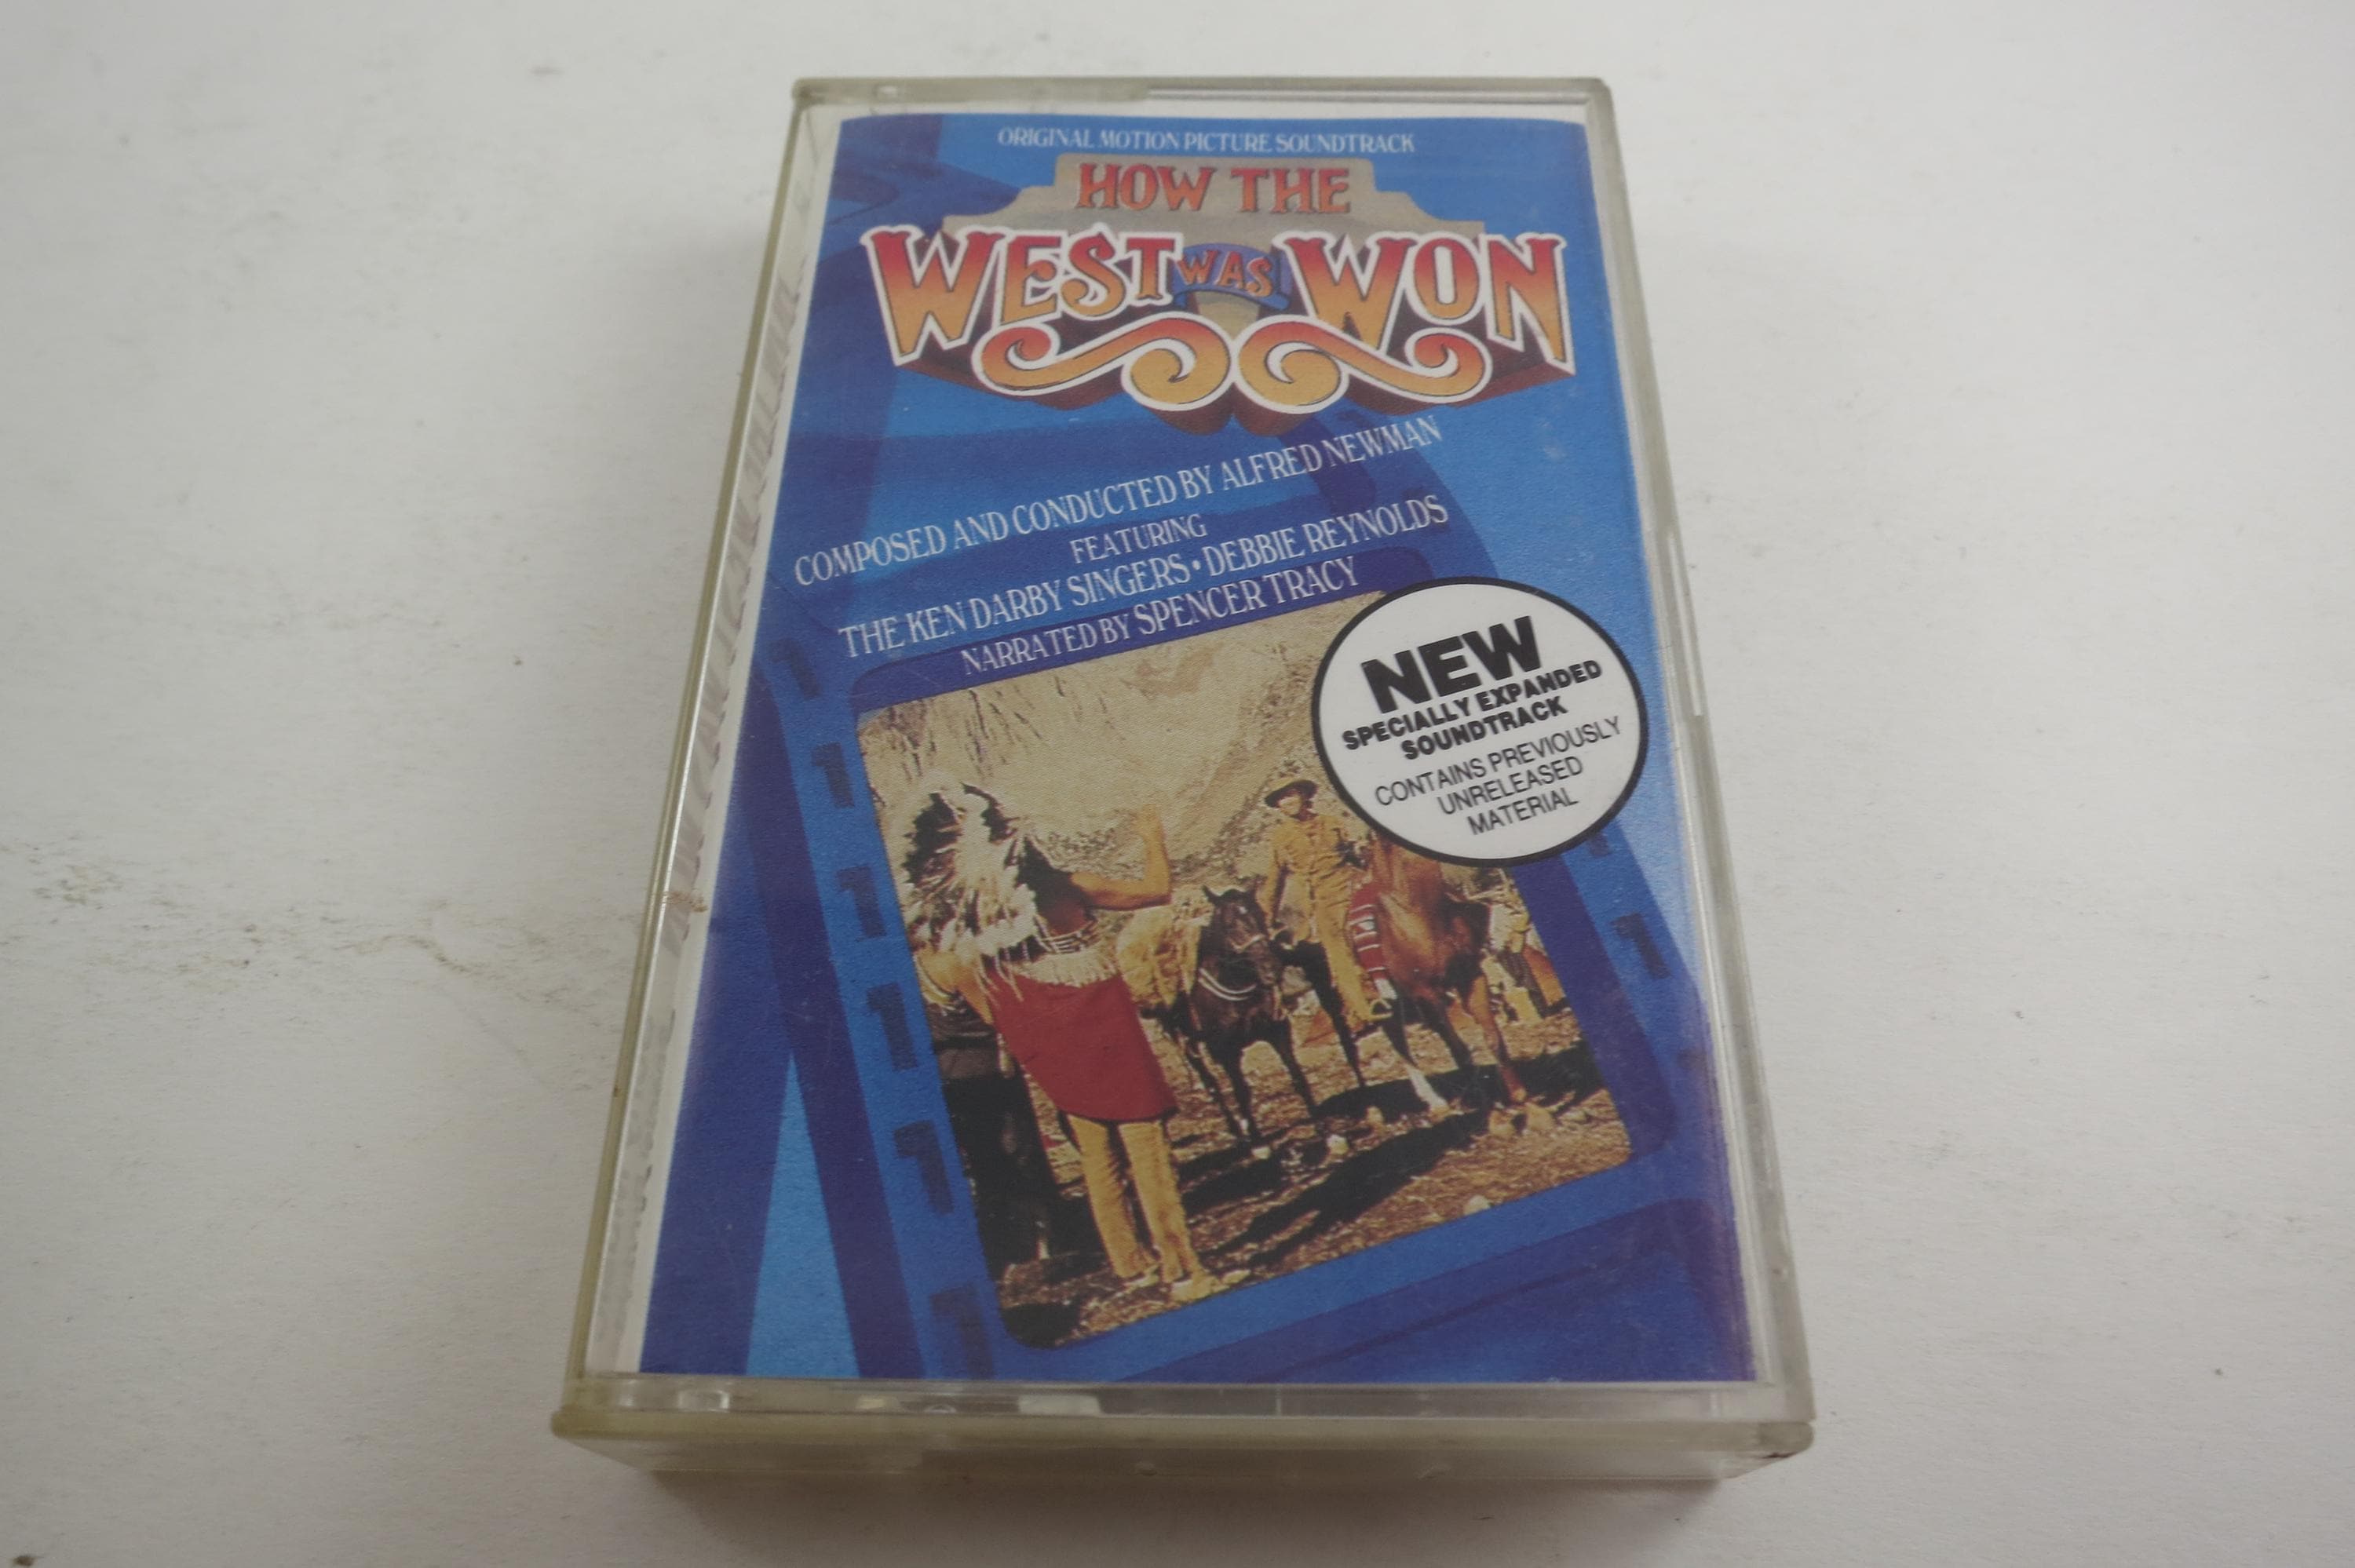 ORIGINAL MOTION PICTURE SOUNDTRACK
HOW THE
WEST WAS WON
COMPOSED AND CONDUCTED BY ALFRED NEWMAN
FEATURING
THE KEN DARBY SINGERS • DEBBIE REYNOLDS
NARRATED BY SPENCER TRACY
NEW
SPECIALLY EXPANDED
SOUNDTRACK
CONTAINS PREVIOUSLY
UNRELEASED
MATERIAL